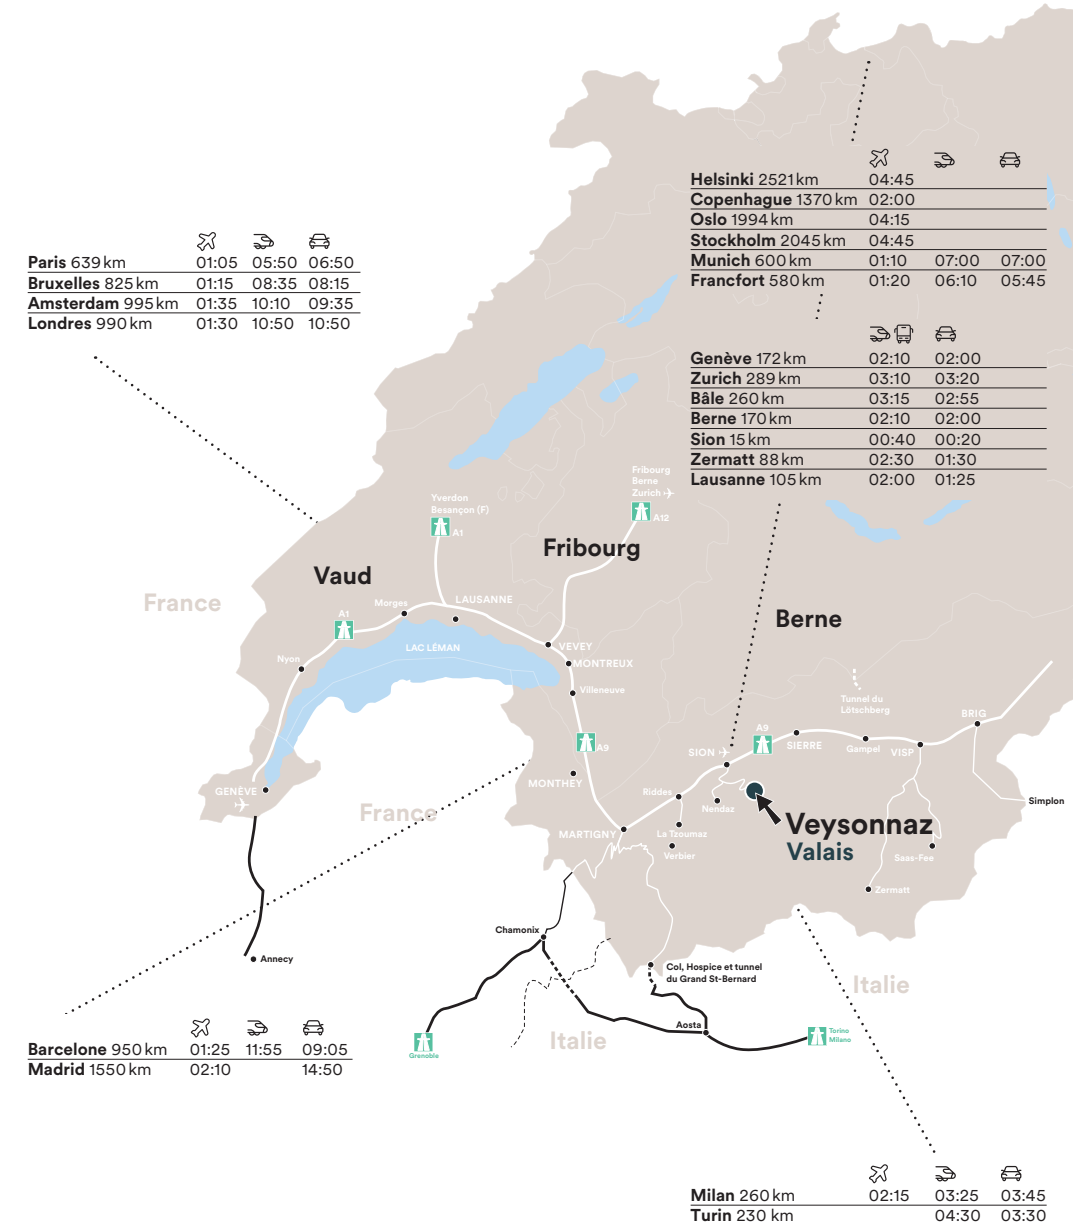 Helsinki 2521 km 04:45
Copenhague 1370 km 02:00
Oslo 1994 km 04:15
Stockholm 2045 km 04:45
Munich 600 km 01:10 07:00 07:00
Francfort 580 km 01:20 06:10 05:45
Paris 639 km 01:05 05:50 06:50
Bruxelles 825 km 01:15 08:35 08:15
Amsterdam 995 km 01:35 10:10 09:35
Londres 990 km 01:30 10:50 10:50
Genève 172 km 02:10 02:00
Zurich 289 km 03:10 03:20
Bâle 260 km 03:15 02:55
Berne 170 km 02:10 02:00
Sion 15 km 00:40 00:20
Zermatt 88 km 02:30 01:30
Lausanne 105 km 02:00 01:25
Fribourg
Berne
Zurich
A12
Yverdon
Besançon (F)
A1
Fribourg
Vaud
France
Morges
LAUSANNE
A1
Berne
VEVEY
LAC LÉMAN
Nyon
MONTREUX
Villeneuve
Tunnel du
Lötschberg
BRIG
A9
SIERRE
Gampel
VISP
A9
SION
MONTHEY
GENÈVE
Riddes
Nendaz
Simplon
France
Veysonnaz
Valais
MARTIGNY
La Tzoumaz
Verbier
Saas-Fee
Zermatt
Chamonix
Annecy
Col, Hospice et tunnel
du Grand St-Bernard
Italie
Aosta
Italie
Torino
Milano
Grenoble
Barcelone 950 km 01:25 11:55 09:05
Madrid 1550 km 02:10 14:50
Milan 260 km 02:15 03:25 03:45
Turin 230 km 04:30 03:30